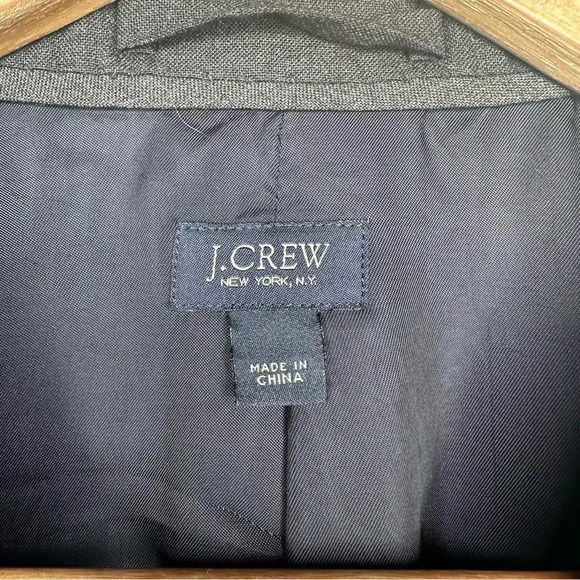 J.CREW
NEW YORK, N.Y.
MADE IN
CHINA